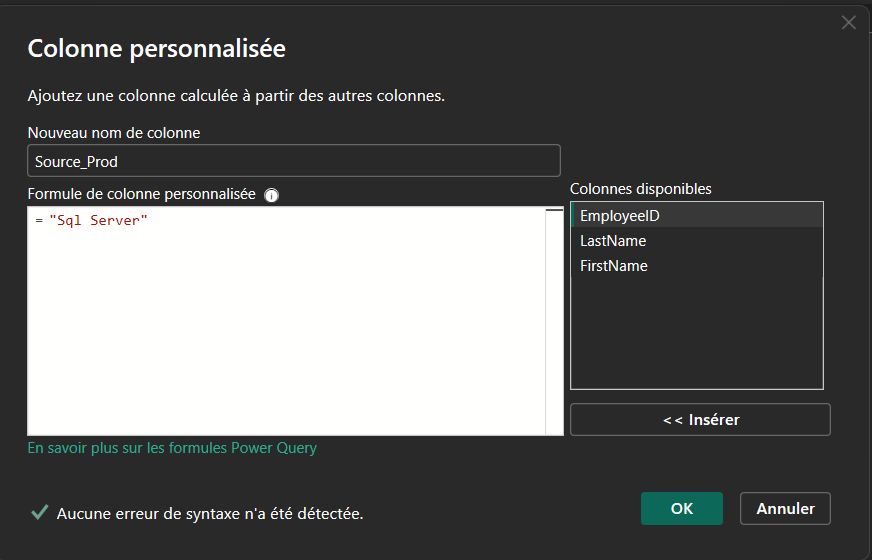 Colonne personnalisée
Ajoutez une colonne calculée à partir des autres colonnes.
Nouveau nom de colonne
Source_Prod
Formule de colonne personnalisée
= "Sql Server"
Colonnes disponibles
EmployeeID
LastName
FirstName
<< Insérer
En savoir plus sur les formules Power Query
Aucune erreur de syntaxe n'a été détectée.
OK
Annuler